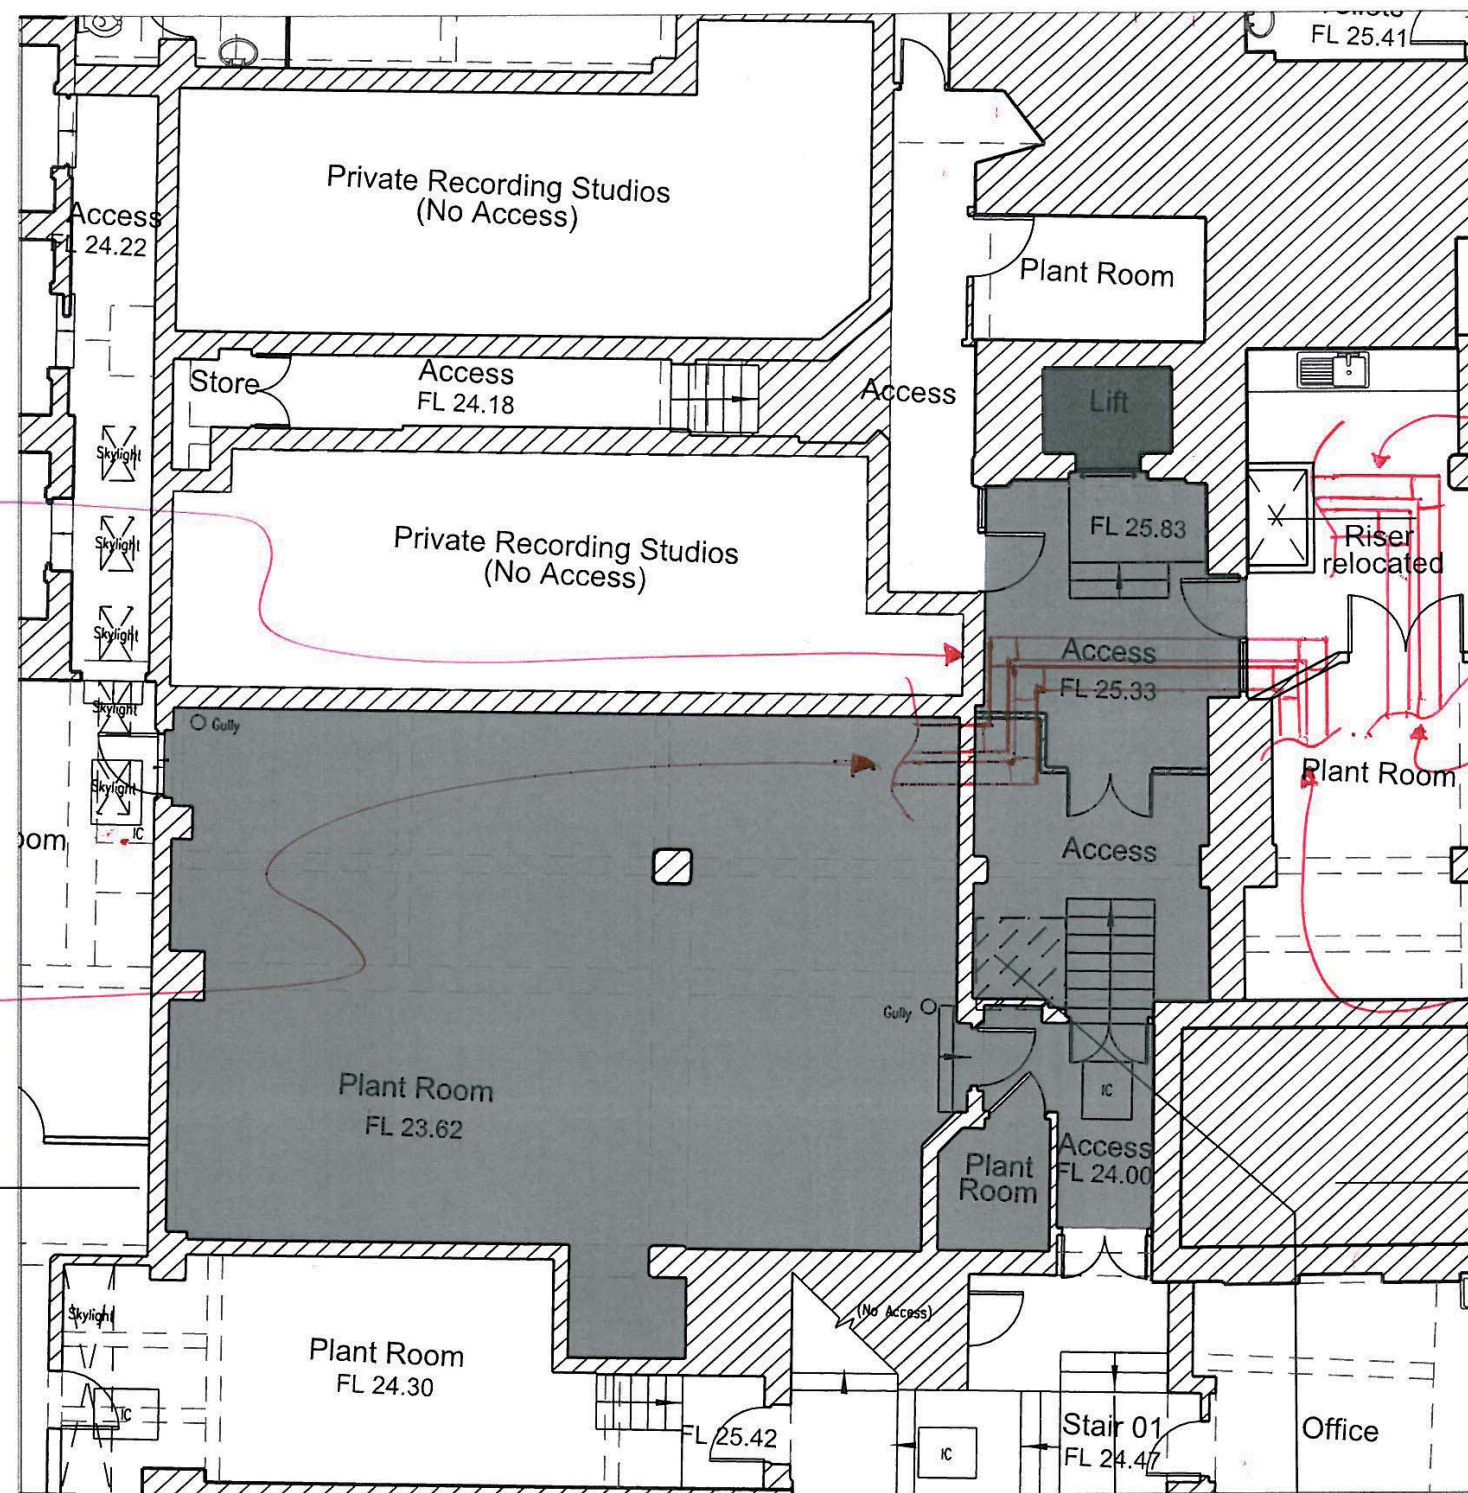 FL 25.41
Private Recording Studios
(No Access)
Access
FL 24.22
Plant Room
Store
Access
FL 24.18
Access
Lift
Skylight
FL 25.83
Skylight
Private Recording Studios
(No Access)
Riser
relocated
Skylight
Access
FL 25.33
Skylight
Gully
Plant Room
Skylight
IC
Access
Gully
Plant Room
FL 23.62
IC
Access
FL 24.00
Plant
Room
Skylight
(No Access)
Plant Room
FL 24.30
IC
FL 25.42
IC
Stair 01
FL 24.47
Office